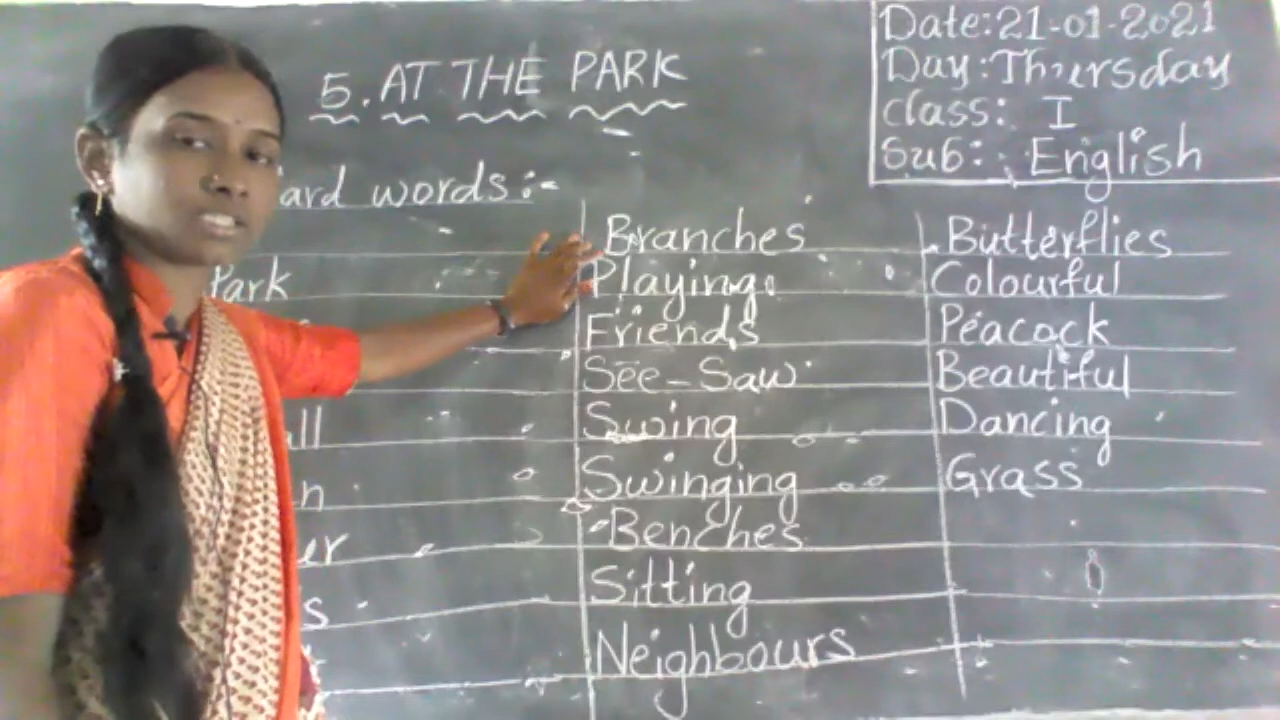 5. AT THE PARK
Date: 21-01-2021
Day: Thursday
class: I
Sub: English
words:-
Park
Branches
Playing
Friends
See-Saw
Swing
Swinging
Benches
Sitting
Neighbours
Butterflies
Colourful
Peacock
Beautiful
Dancing
Grass